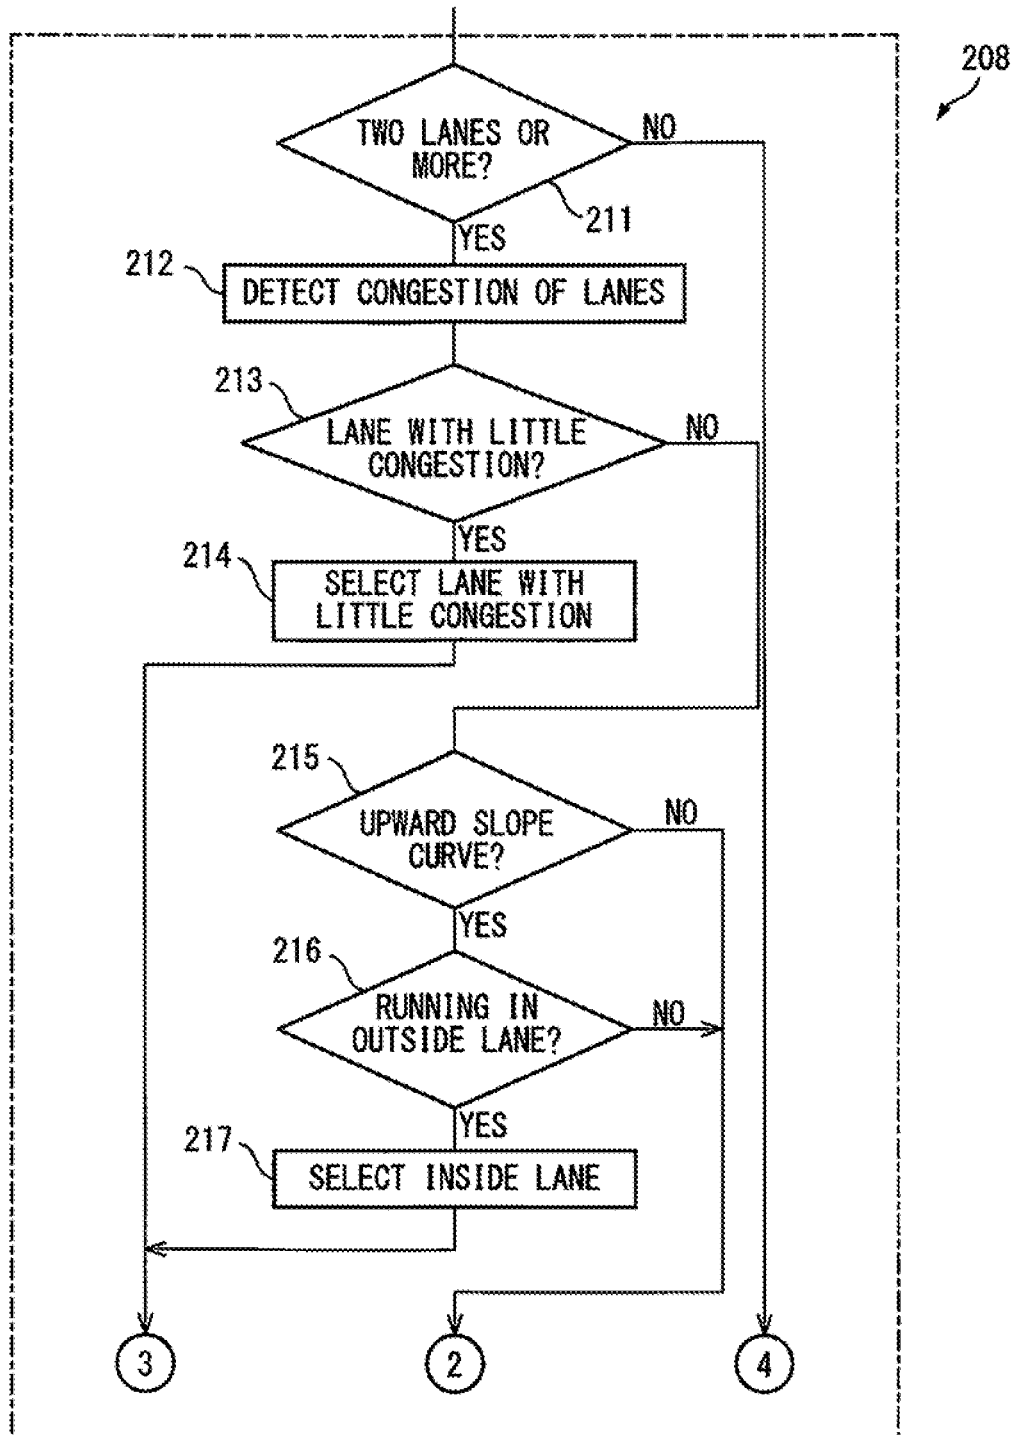 208
TWO LANES OR
MORE?
NO
211
YES
212
DETECT CONGESTION OF LANES
213
LANE WITH LITTLE
CONGESTION?
NO
YES
214
SELECT LANE WITH
LITTLE CONGESTION
215
UPWARD SLOPE
CURVE?
NO
YES
216
RUNNING IN
OUTSIDE LANE?
NO
YES
217
SELECT INSIDE LANE
3
2
4